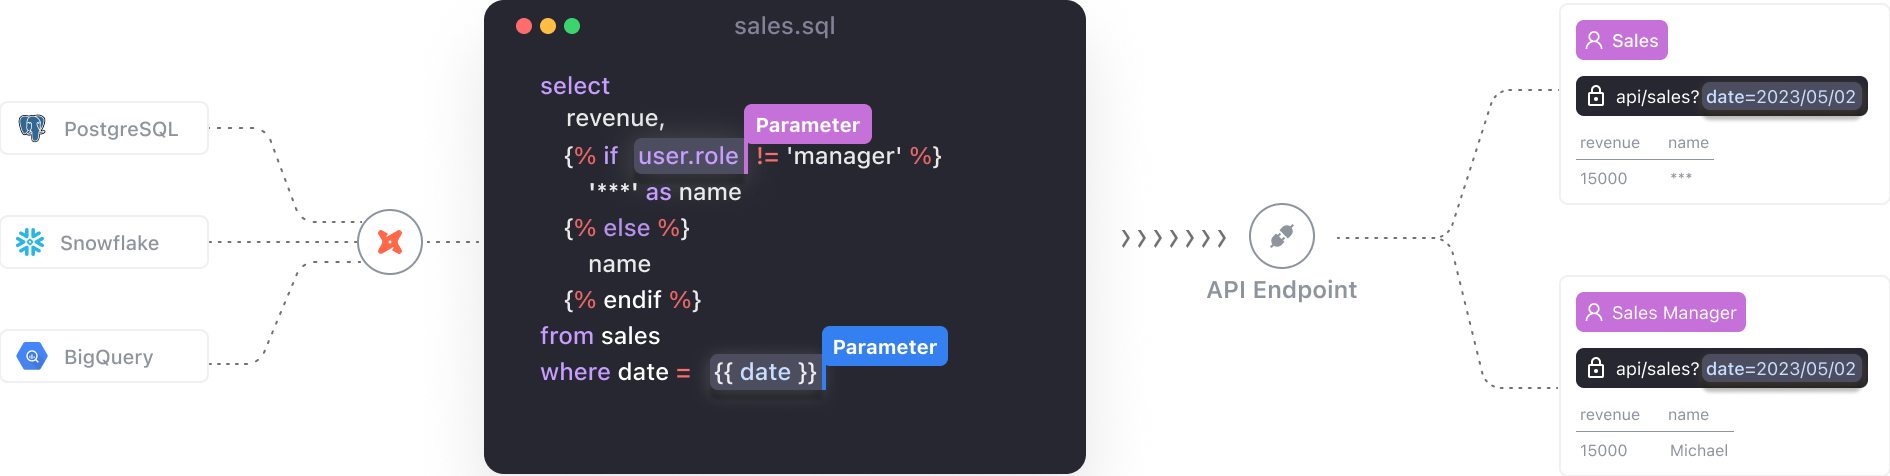 PostgreSQL
Snowflake
BigQuery
sales.sql
select
revenue,
Parameter
{% if user.role != 'manager' %}
'***' as name
{% else %}
name
{% endif %}
from sales
Parameter
where date = {{ date }}
API Endpoint
Sales
api/sales? date=2023/05/02
revenue name
15000 ***
Sales Manager
api/sales? date=2023/05/02
revenue name
15000 Michael